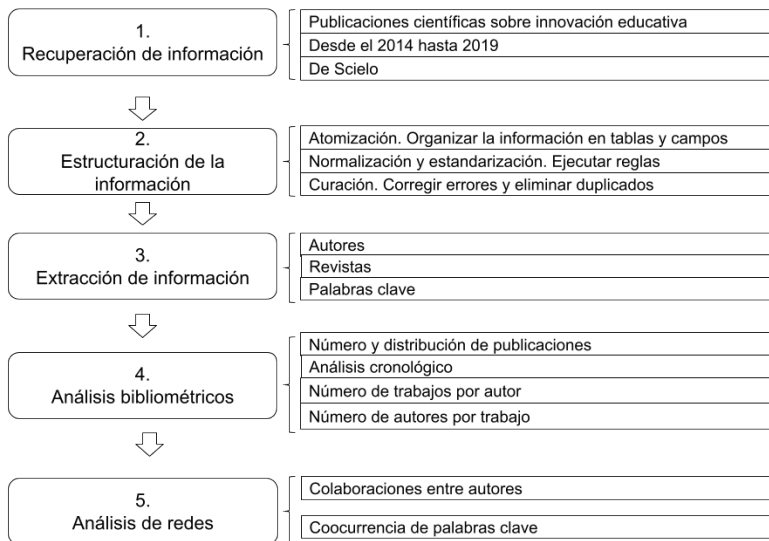 1.
Recuperación de información
Publicaciones científicas sobre innovación educativa
Desde el 2014 hasta 2019
De Scielo
2.
Estructuración de la
información
Atomización. Organizar la información en tablas y campos
Normalización y estandarización. Ejecutar reglas
Curación. Corregir errores y eliminar duplicados
3.
Extracción de información
Autores
Revistas
Palabras clave
4.
Análisis bibliométricos
Número y distribución de publicaciones
Análisis cronológico
Número de trabajos por autor
Número de autores por trabajo
5.
Análisis de redes
Colaboraciones entre autores
Coocurrencia de palabras clave